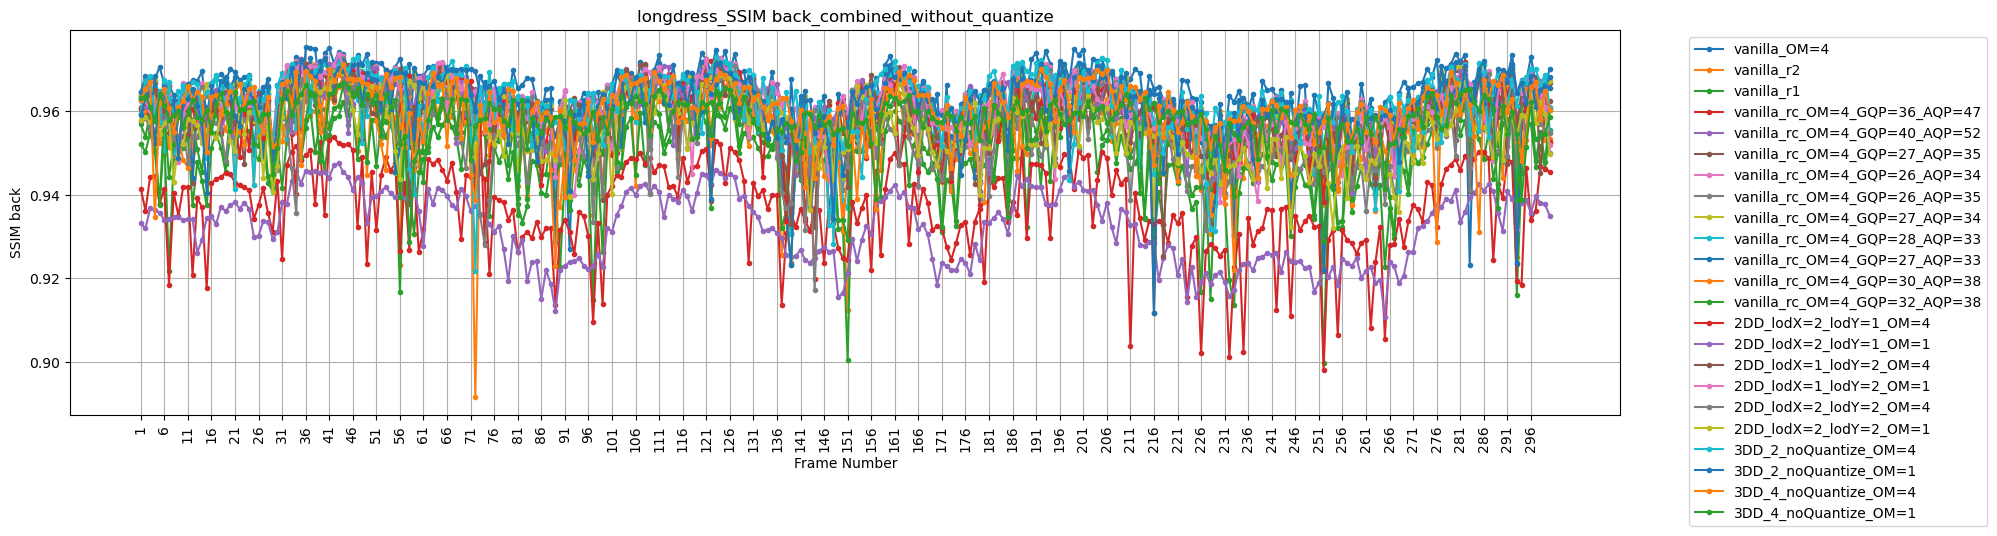 longdress_SSIM back_combined_without_quantize
SSIM back
0.96
0.94
0.92
0.90
1 6 11 16 21 26 31 36 41 46 51 56 61 66 71 76 81 86 91 96 101 106 111 116 121 126 131 136 141 146 151 156 161 166 171 176 181 186 191 196 201 206 211 216 221 226 231 236 241 246 251 256 261 266 271 276 281 286 291 296
Frame Number
vanilla_OM=4
vanilla_r2
vanilla_r1
vanilla_rc_OM=4_GQP=36_AQP=47
vanilla_rc_OM=4_GQP=40_AQP=52
vanilla_rc_OM=4_GQP=27_AQP=35
vanilla_rc_OM=4_GQP=26_AQP=34
vanilla_rc_OM=4_GQP=26_AQP=35
vanilla_rc_OM=4_GQP=27_AQP=34
vanilla_rc_OM=4_GQP=28_AQP=33
vanilla_rc_OM=4_GQP=27_AQP=33
vanilla_rc_OM=4_GQP=30_AQP=38
vanilla_rc_OM=4_GQP=32_AQP=38
2DD_lodX=2_lodY=1_OM=4
2DD_lodX=2_lodY=1_OM=1
2DD_lodX=1_lodY=2_OM=4
2DD_lodX=1_lodY=2_OM=1
2DD_lodX=2_lodY=2_OM=4
2DD_lodX=2_lodY=2_OM=1
3DD_2_noQuantize_OM=4
3DD_2_noQuantize_OM=1
3DD_4_noQuantize_OM=4
3DD_4_noQuantize_OM=1